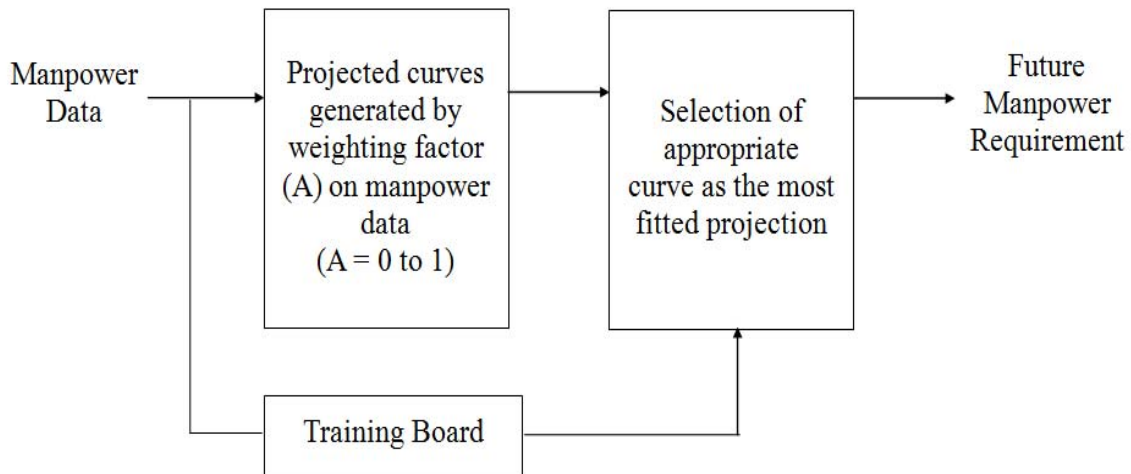 Manpower
Data
Projected curves
generated by
weighting factor
(A) on manpower
data
(A = 0 to 1)
Selection of
appropriate
curve as the most
fitted projection
Future
Manpower
Requirement
Training Board